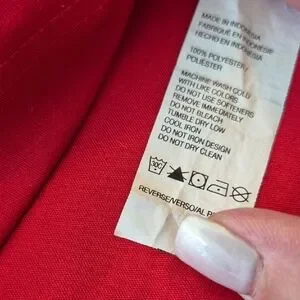 MADE IN INDONESIA
FABRIQUÉ EN INDONÉSIE
HECHO EN INDONESIA
100% POLYESTER/
POLIÉSTER
MACHINE WASH COLD
WITH LIKE COLORS
DO NOT USE SOFTENERS
REMOVE IMMEDIATELY
DO NOT BLEACH
TUMBLE DRY LOW
COOL IRON
DO NOT IRON DESIGN
DO NOT DRY CLEAN
REVERSE/VERSO/AL